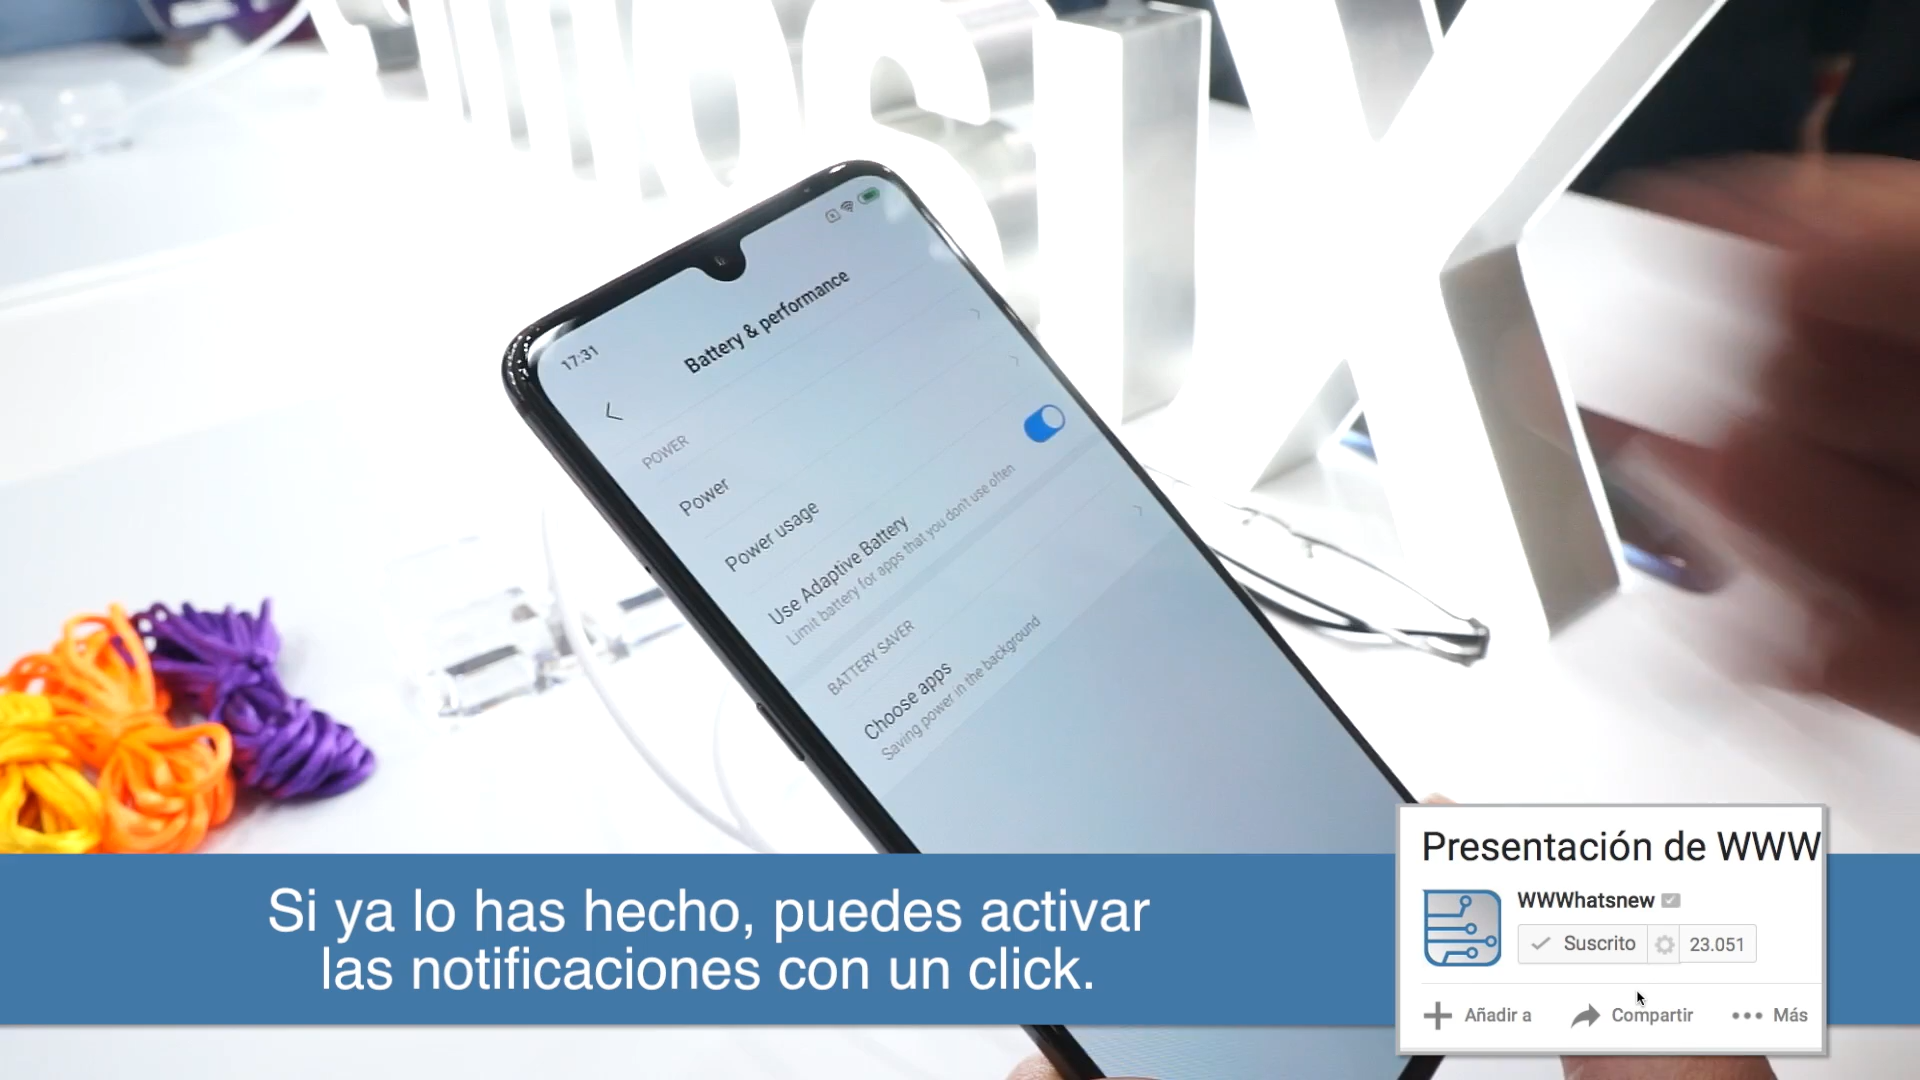 17:31
Battery & performance
POWER
Power
Power usage
Use Adaptive Battery
Limit battery for apps that you don't use often
BATTERY SAVER
Choose apps
Saving power in the background
Si ya lo has hecho, puedes activar
las notificaciones con un click.
Presentación de WWW
WWWhatsnew
Suscrito 23.051
Añadir a Compartir Más